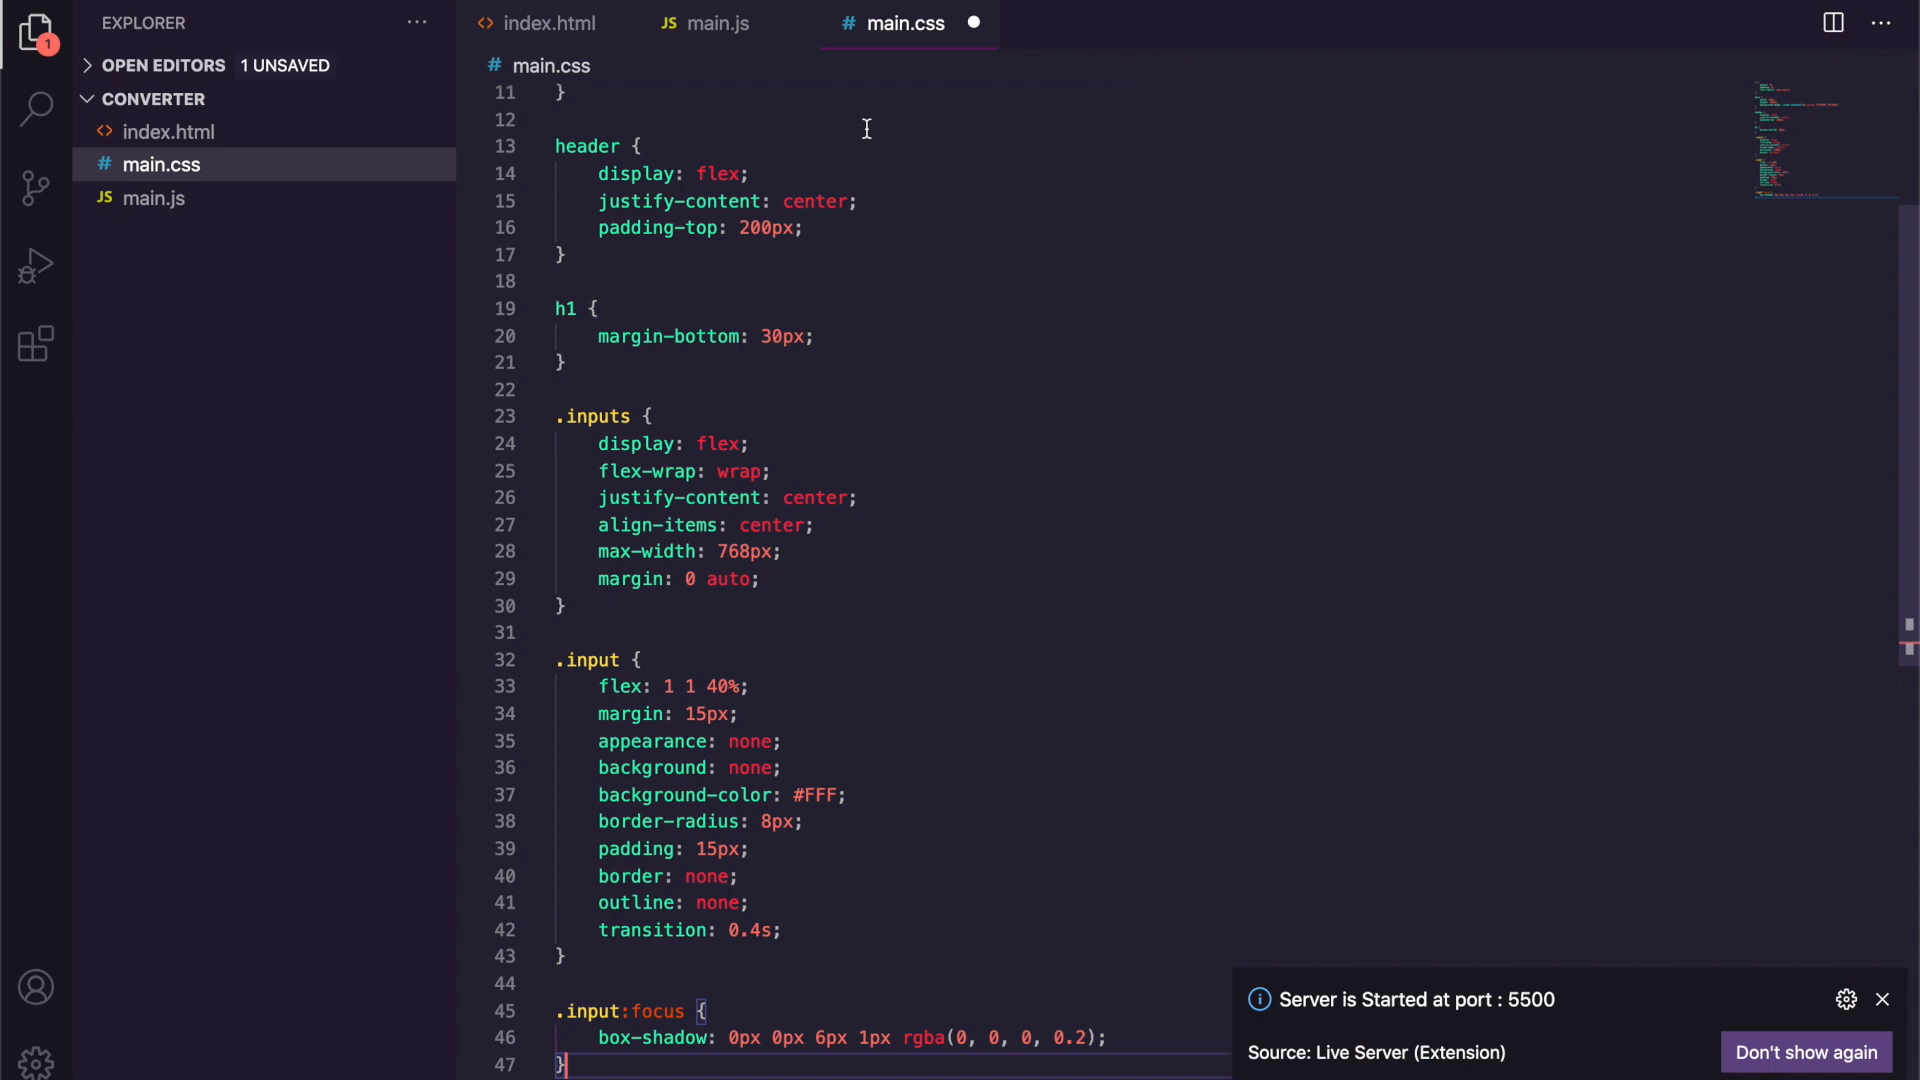 EXPLORER
1
OPEN EDITORS 1 UNSAVED
CONVERTER
index.html
# main.css
JS main.js
index.html
JS main.js
# main.css
# main.css
11 }
12
13 header {
14 display: flex;
15 justify-content: center;
16 padding-top: 200px;
17 }
18
19 h1 {
20 margin-bottom: 30px;
21 }
22
23 .inputs {
24 display: flex;
25 flex-wrap: wrap;
26 justify-content: center;
27 align-items: center;
28 max-width: 768px;
29 margin: 0 auto;
30 }
31
32 .input {
33 flex: 1 1 40%;
34 margin: 15px;
35 appearance: none;
36 background: none;
37 background-color: #FFF;
38 border-radius: 8px;
39 padding: 15px;
40 border: none;
41 outline: none;
42 transition: 0.4s;
43 }
44
45 .input:focus {
46 box-shadow: 0px 0px 6px 1px rgba(0, 0, 0, 0.2);
47 }
Server is Started at port : 5500
Source: Live Server (Extension)
Don't show again